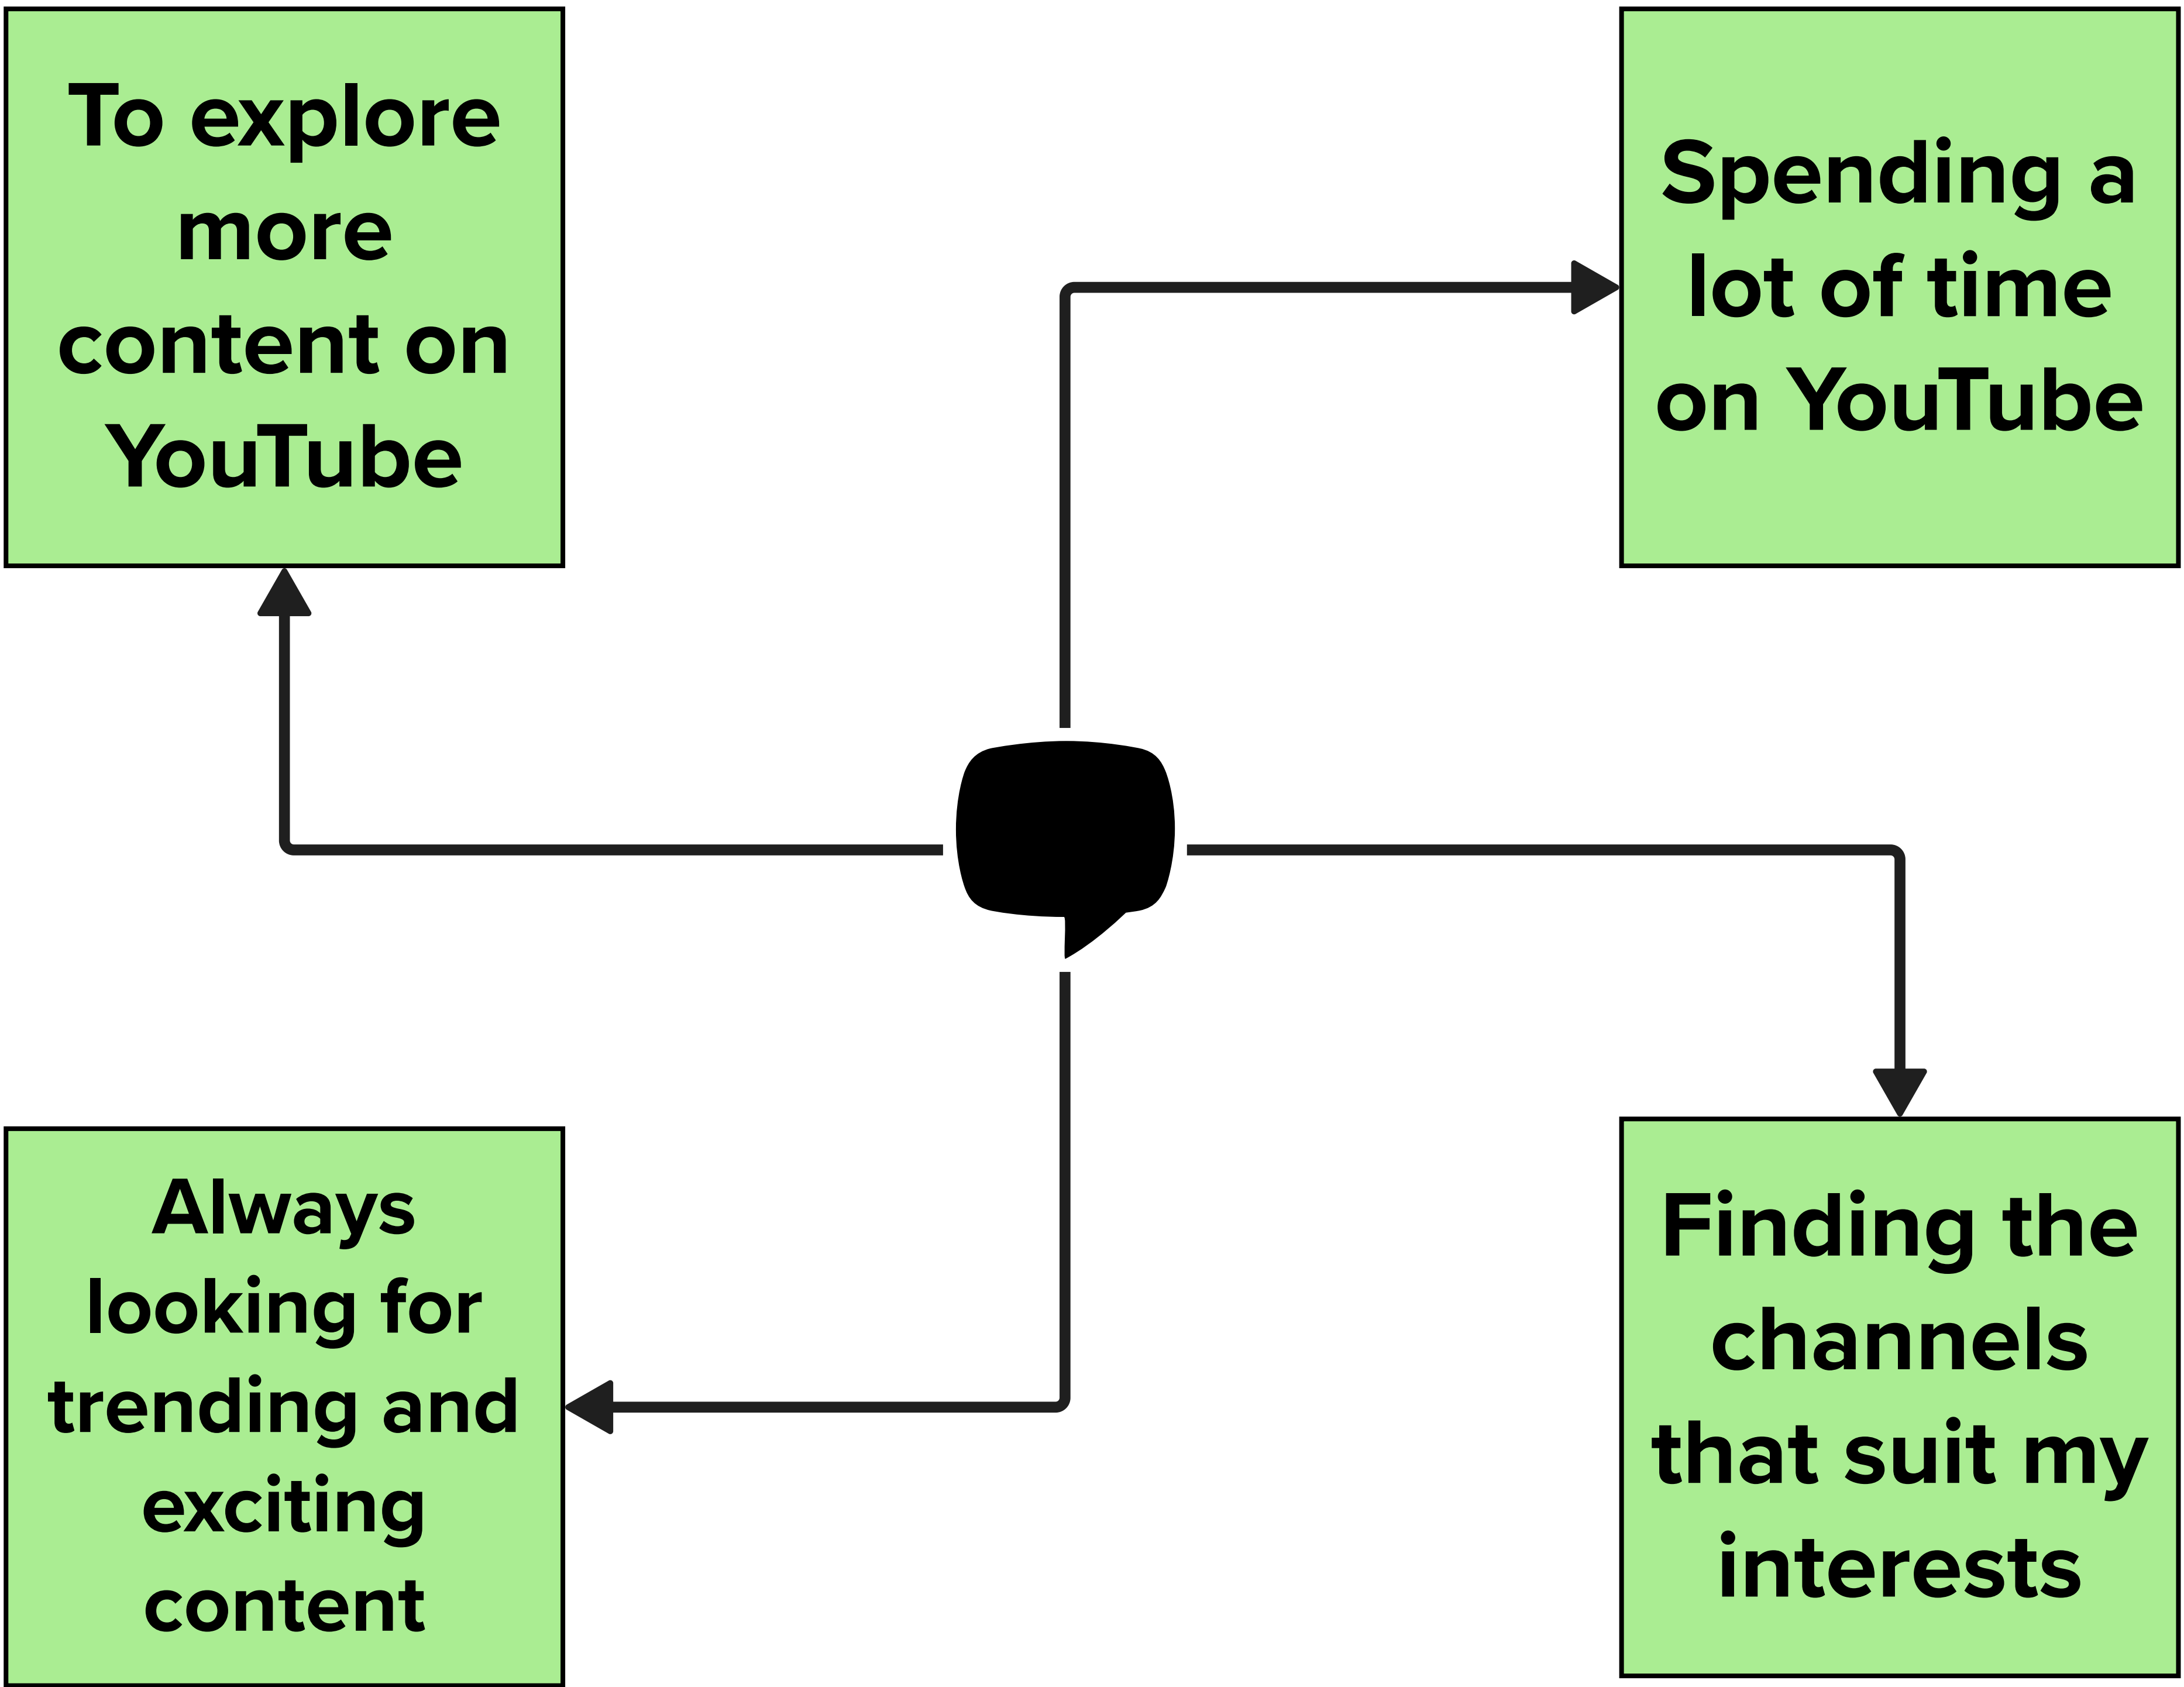 To explore
more
content on
YouTube
Spending a
lot of time
on YouTube
Always
looking for
trending and
exciting
content
Finding the
channels
that suit my
interests